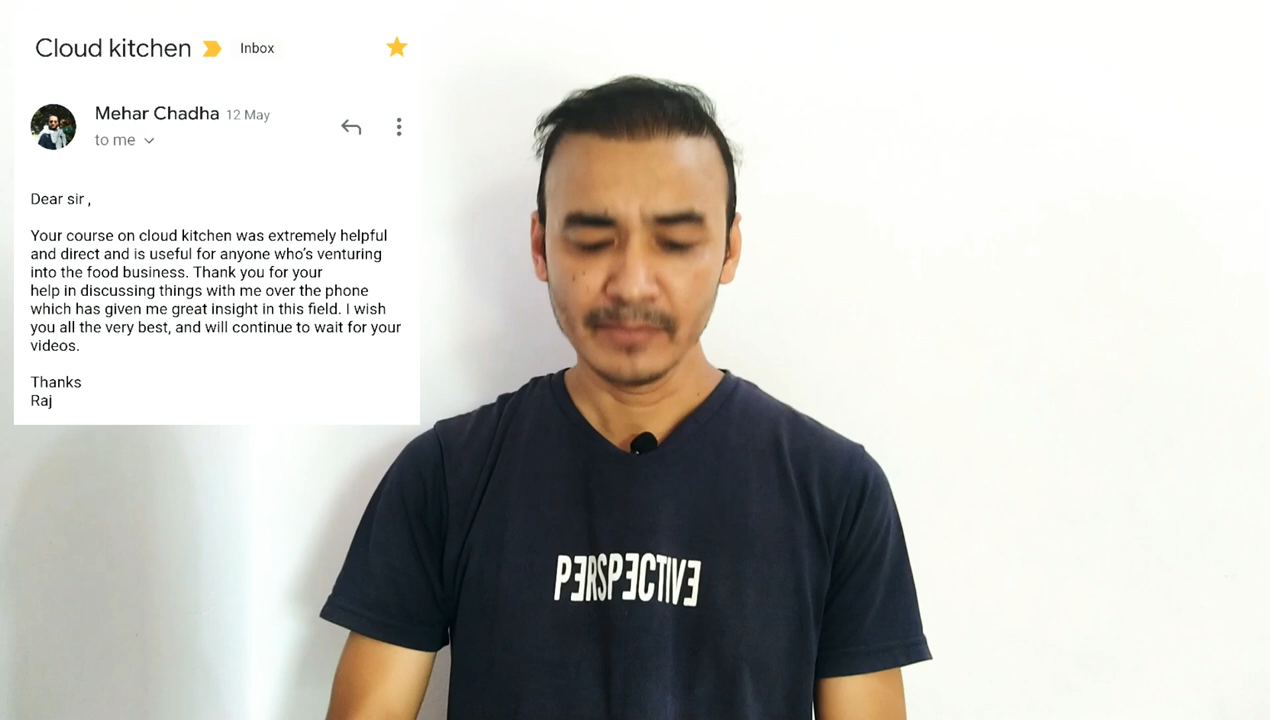 Cloud kitchen Inbox
Mehar Chadha 12 May
to me
Dear sir ,
Your course on cloud kitchen was extremely helpful
and direct and is useful for anyone who's venturing
into the food business. Thank you for your
help in discussing things with me over the phone
which has given me great insight in this field. I wish
you all the very best, and will continue to wait for your
videos.
Thanks
Raj
PERSPECTIVE